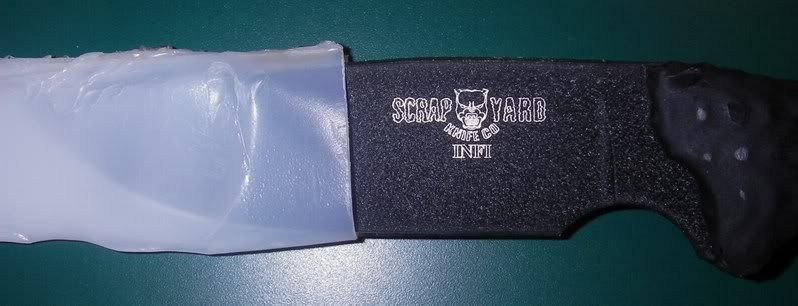 SCRAP YARD
KNIFE CO
INFI